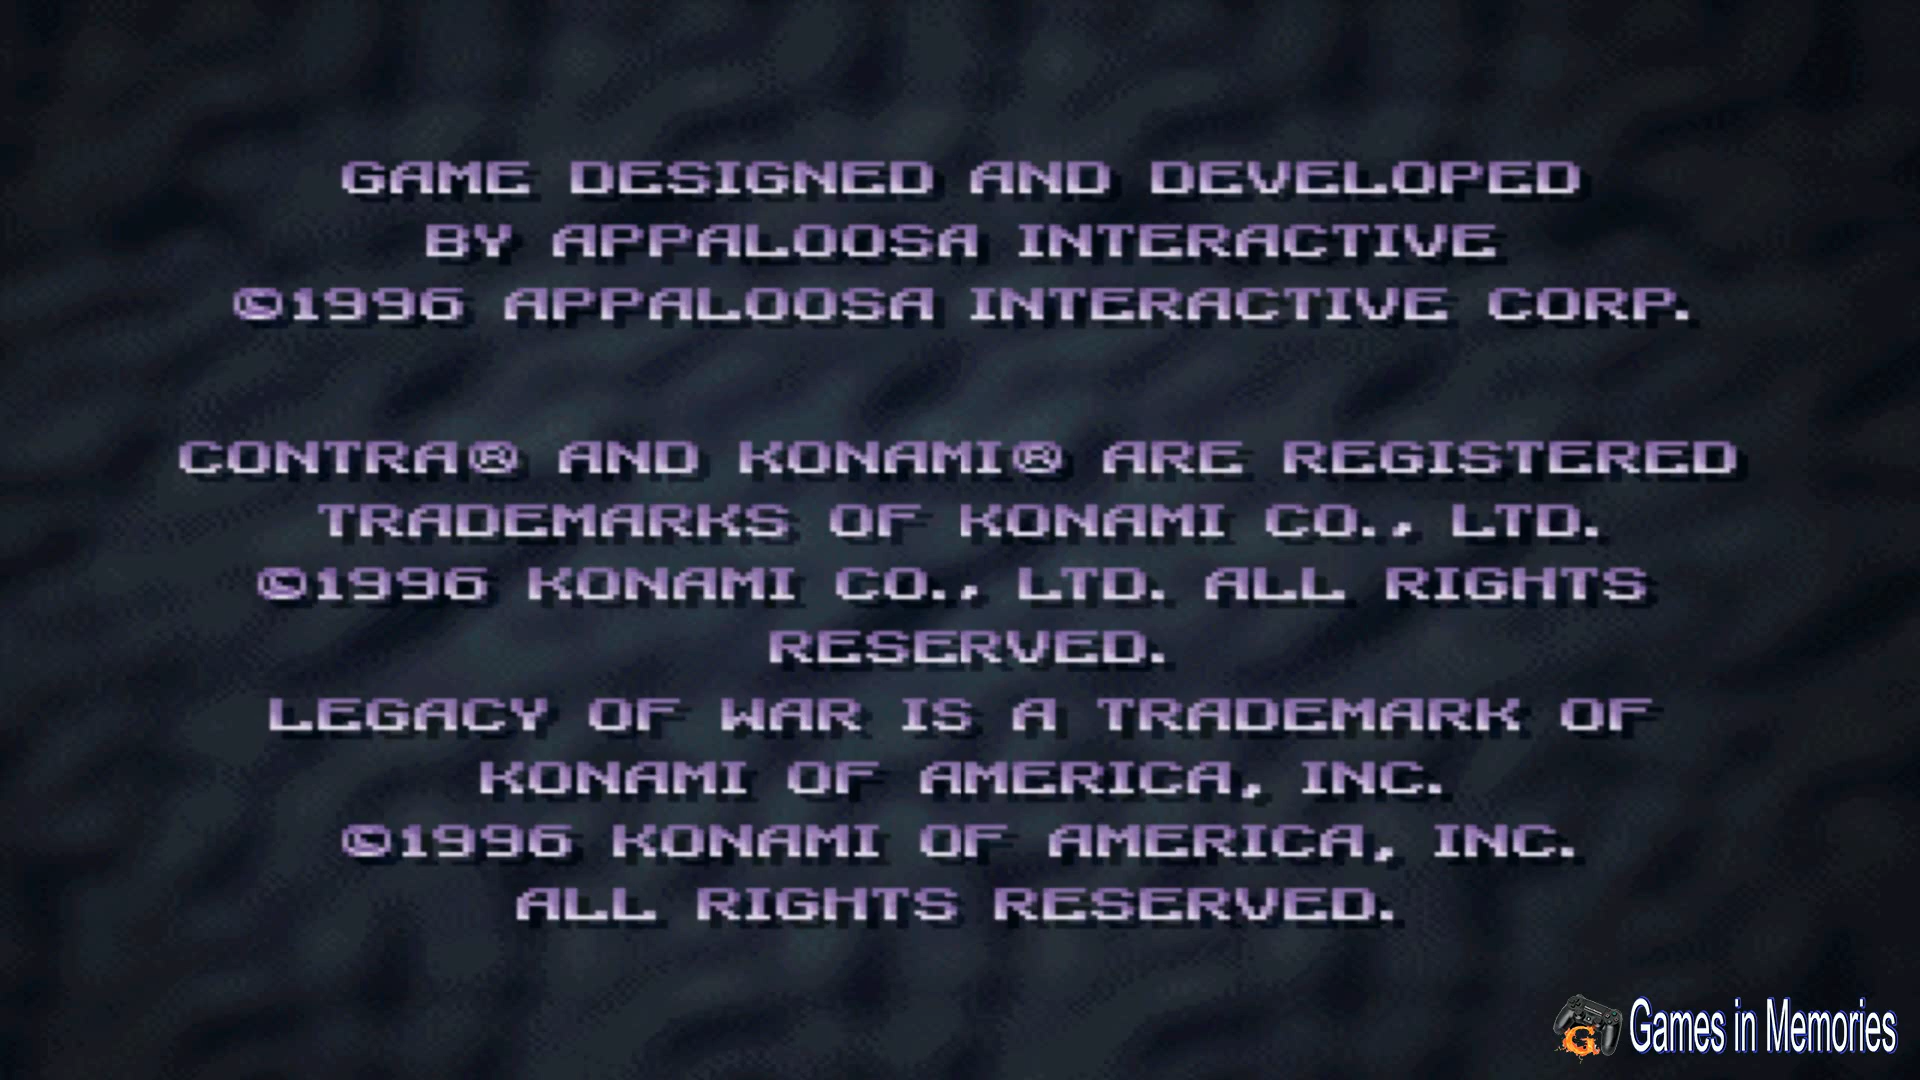 GAME DESIGNED AND DEVELOPED
BY APPALOOSA INTERACTIVE
©1996 APPALOOSA INTERACTIVE CORP.
CONTRA® AND KONAMI® ARE REGISTERED
TRADEMARKS OF KONAMI CO., LTD.
©1996 KONAMI CO., LTD. ALL RIGHTS
RESERVED.
LEGACY OF WAR IS A TRADEMARK OF
KONAMI OF AMERICA, INC.
©1996 KONAMI OF AMERICA, INC.
ALL RIGHTS RESERVED.
G Games in Memories